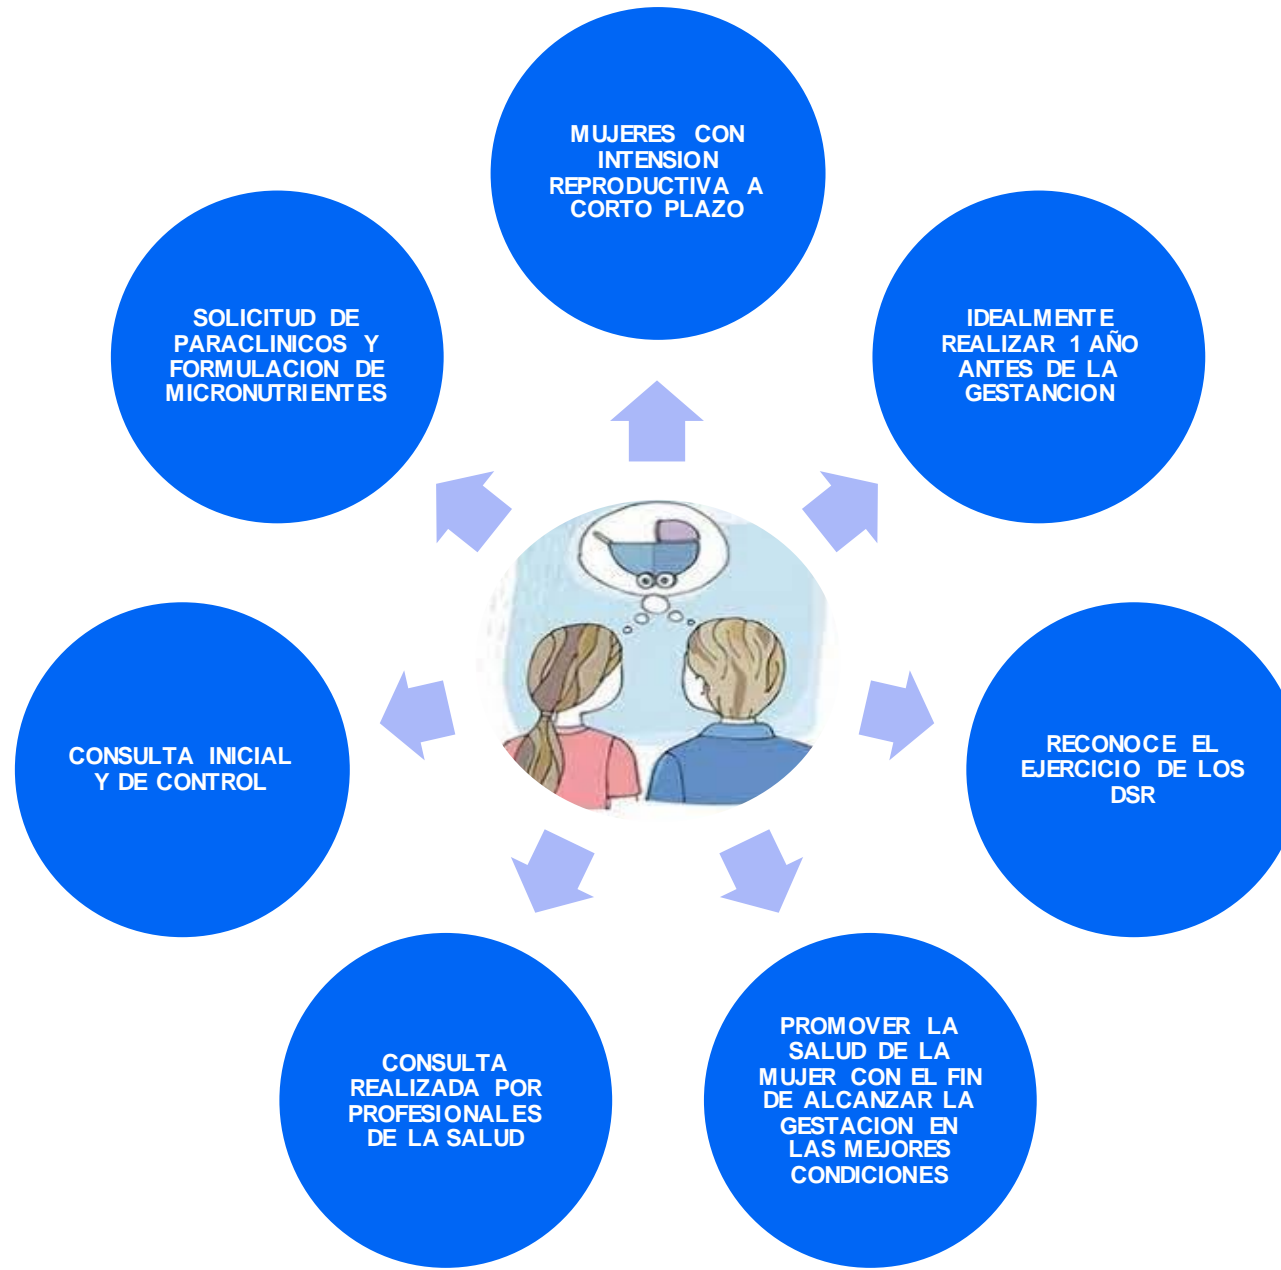 MUJERES CON
INTENSION
REPRODUCTIVA A
CORTO PLAZO
IDEALMENTE
REALIZAR 1 AÑO
ANTES DE LA
GESTANCION
RECONOCE EL
EJERCICIO DE LOS
DSR
PROMOVER LA
SALUD DE LA
MUJER CON EL FIN
DE ALCANZAR LA
GESTACION EN
LAS MEJORES
CONDICIONES
CONSULTA
REALIZADA POR
PROFESIONALES
DE LA SALUD
CONSULTA INICIAL
Y DE CONTROL
SOLICITUD DE
PARACLINICOS Y
FORMULACION DE
MICRONUTRIENTES